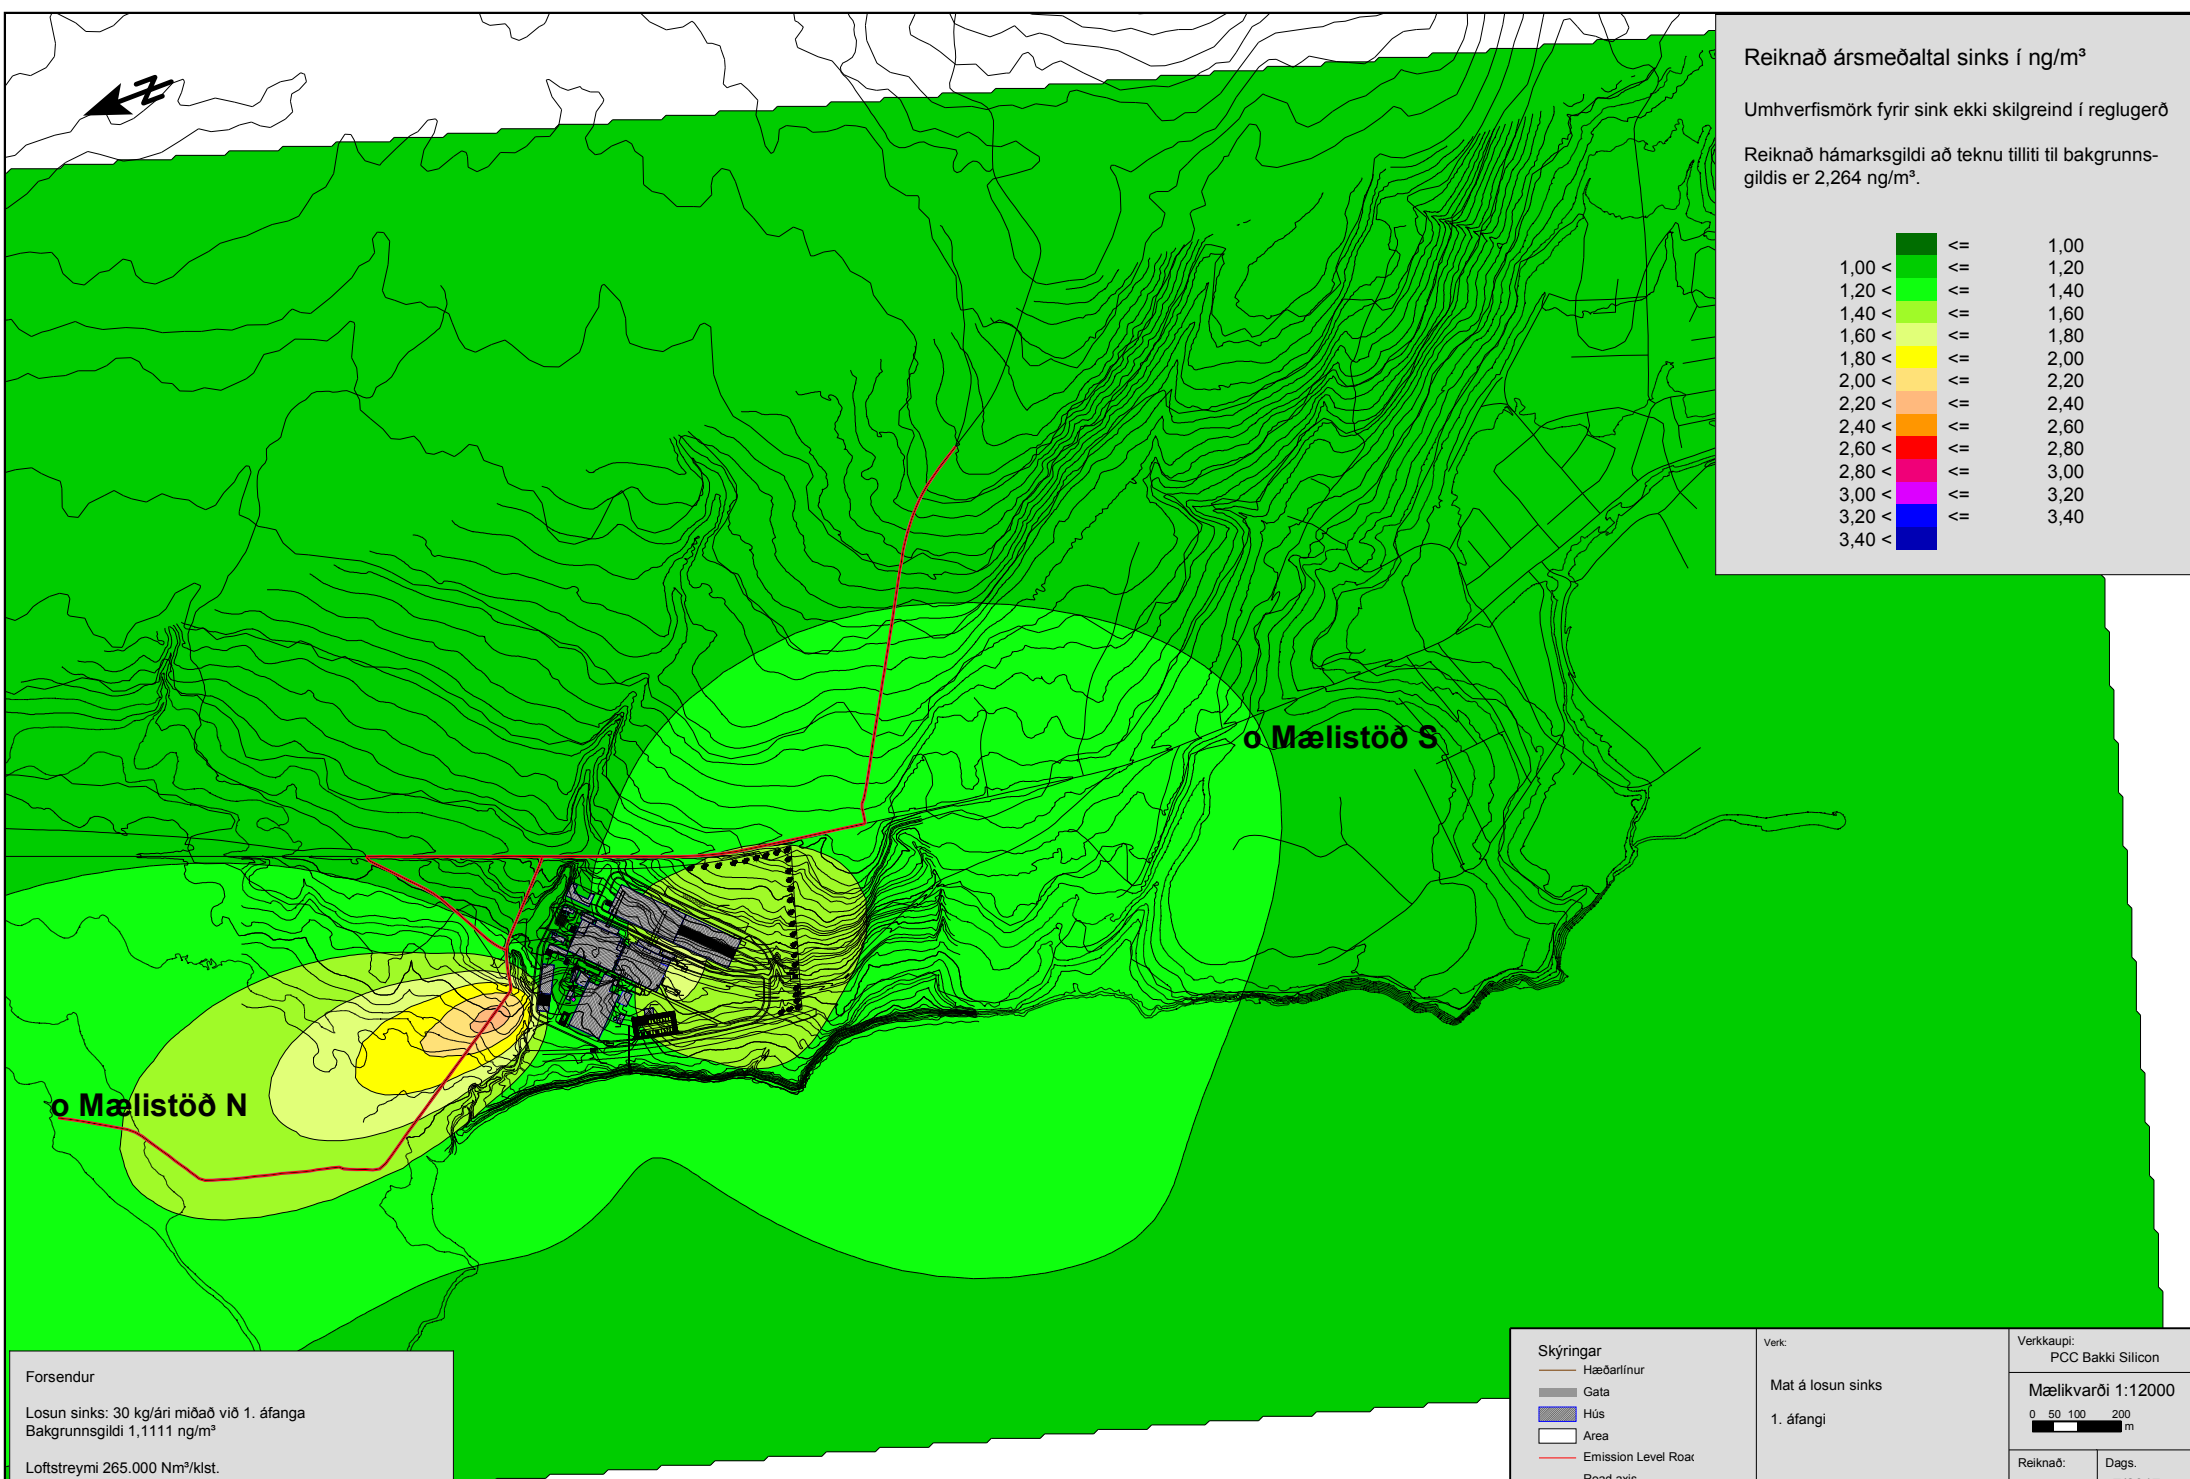 Z
Reiknað ársmeðaltal sinks í ng/m³
Umhverfismörk fyrir sink ekki skilgreind í reglugerð
Reiknað hámarksgildi að teknu tilliti til bakgrunns-
gildis er 2,264 ng/m³.
<= 1,00
1,00 < <= 1,20
1,20 < <= 1,40
1,40 < <= 1,60
1,60 < <= 1,80
1,80 < <= 2,00
2,00 < <= 2,20
2,20 < <= 2,40
2,40 < <= 2,60
2,60 < <= 2,80
2,80 < <= 3,00
3,00 < <= 3,20
3,20 < <= 3,40
3,40 <
o Mælistöð S
o Mælistöð N
Forsendur
Losun sinks: 30 kg/ári miðað við 1. áfanga
Bakgrunnsgildi 1,1111 ng/m³
Loftstreymi 265.000 Nm³/klst.
Skýringar
Hæðarlínur
Gata
Hús
Area
Emission Level Road
Road axis
Verk:
Mat á losun sinks
1. áfangi
Verkkaupi:
PCC Bakki Silicon
Mælikvarði 1:12000
0 50 100 200
m
Reiknað:
Dags.